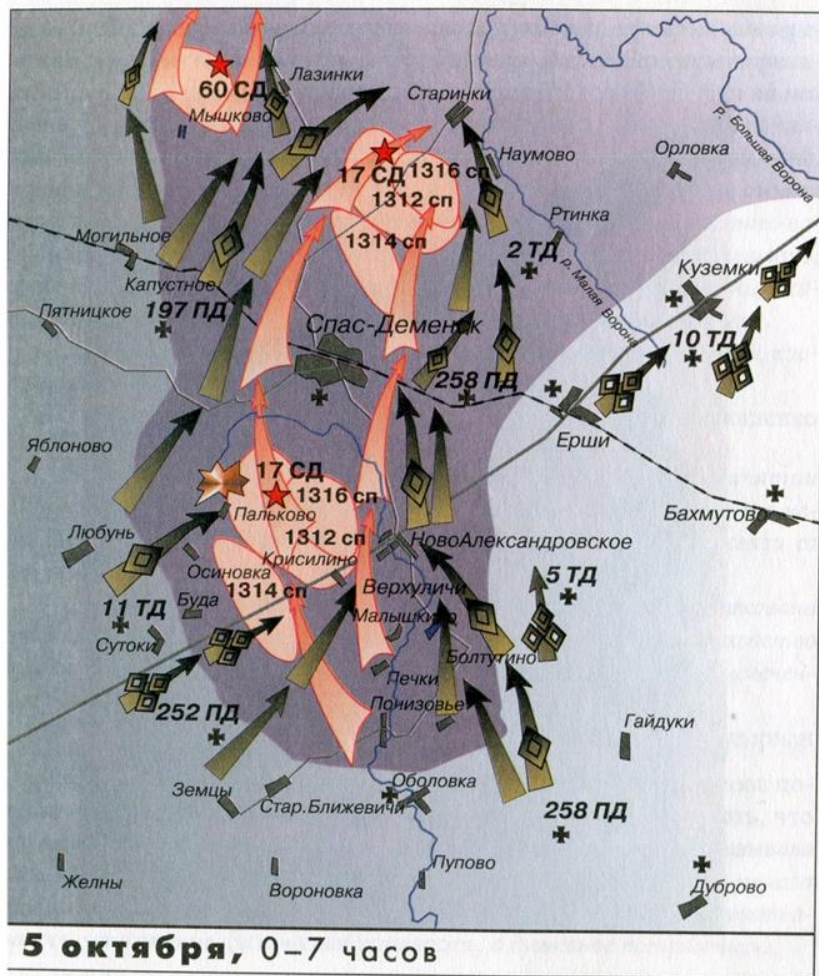 60 СД
Мышково
Лазинки
Старинки
17 СД 1316 сп
1312 сп
1314 сп
Наумово
Орловка
р. Большая Ворона
Ртинка
р. Малая Ворона
2 ТД
Куземки
10 ТД
Могильное
Капустное
Пятницкое
197 ПД
Спас-Деменск
258 ПД
Ерши
Яблоново
17 СД
1316 сп
Пальково
1312 сп
Бахмутово
Любунь
Осиновка
Крисилино
НовоАлександровское
1314 сп
Верхуличи
5 ТД
11 ТД
Буда
Малышкино
Сутоки
Болтутино
Печки
252 ПД
Понизовье
Гайдуки
Земцы
Стар.Ближевичи
Оболовка
258 ПД
Желны
Вороновка
Пупово
Дуброво
5 октября, 0–7 часов